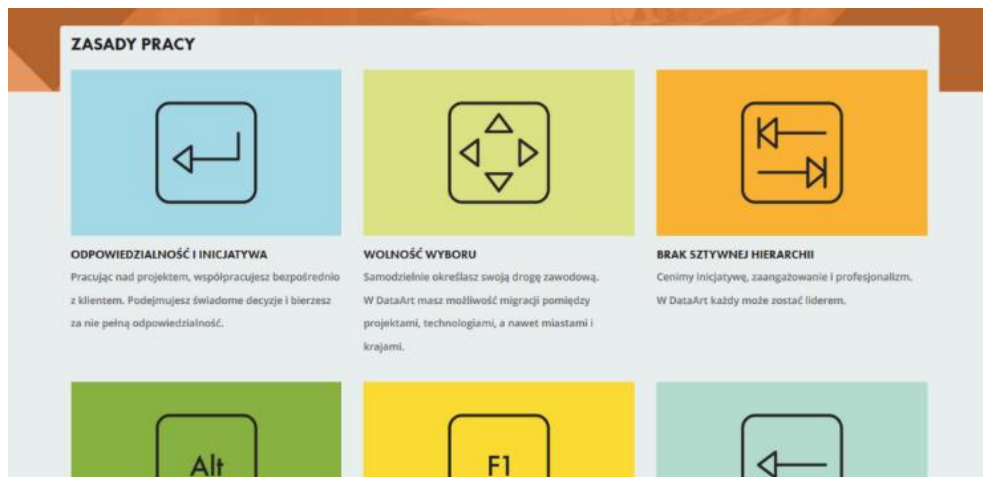 ZASADY PRACY
ODPOWIEDZIALNOŚĆ I INICJATYWA
Pracując nad projektem, współpracujesz bezpośrednio
z klientem. Podejmujesz świadome decyzje i bierzesz
za nie pełną odpowiedzialność.
WOLNOŚĆ WYBORU
Samodzielnie określasz swoją drogę zawodową.
W DataArt masz możliwość migracji pomiędzy
projektami, technologiami, a nawet miastami i
krajami.
BRAK SZTYWNEJ HIERARCHII
Cenimy inicjatywę, zaangażowanie i profesjonalizm.
W DataArt każdy może zostać liderem.
Alt
F1